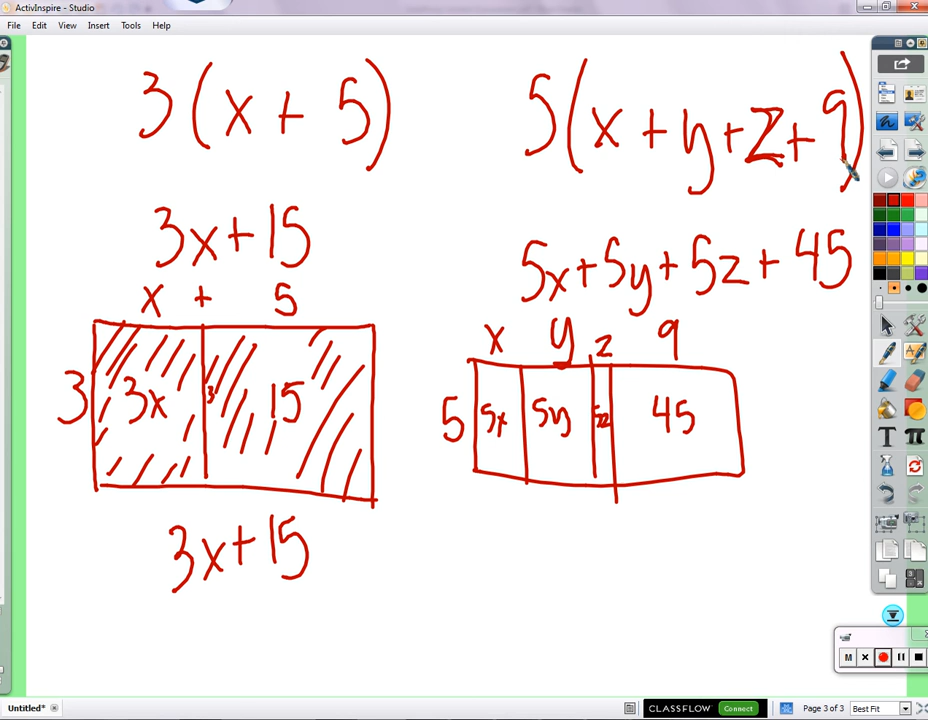 ActivInspire - Studio
File Edit View Insert Tools Help
3(x + 5)
3x+15
x + 5
3
3x
3
15
3x+15
5(x+y+z+9)
5x+5y+5z+45
x y z 9
5
5x
5y
5z
45
M
Untitled*
CLASSFLOW Connect
Page 3 of 3
Best Fit